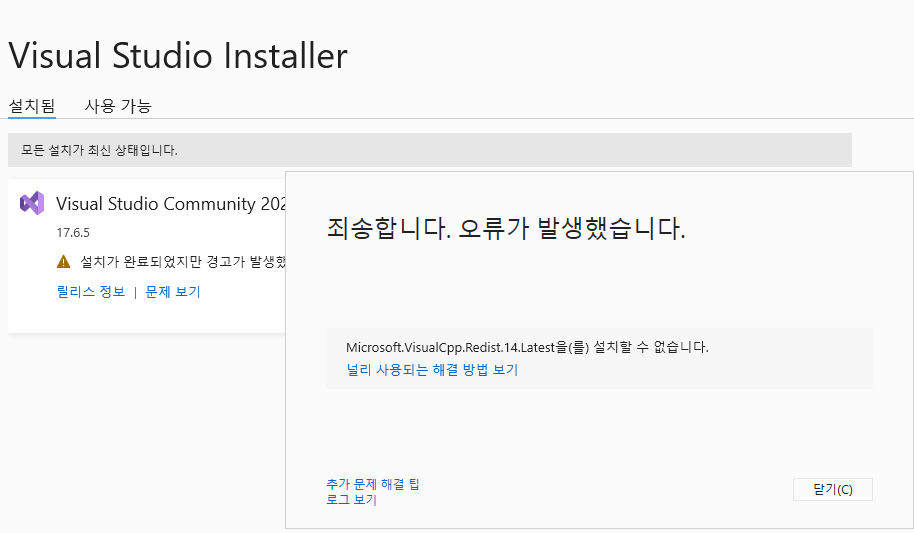 Visual Studio Installer
설치됨 사용 가능
모든 설치가 최신 상태입니다.
Visual Studio Community 202
17.6.5
설치가 완료되었지만 경고가 발생했
릴리스 정보 | 문제 보기
죄송합니다. 오류가 발생했습니다.
Microsoft.VisualCpp.Redist.14.Latest을(를) 설치할 수 없습니다.
널리 사용되는 해결 방법 보기
추가 문제 해결 팁
로그 보기
닫기(C)